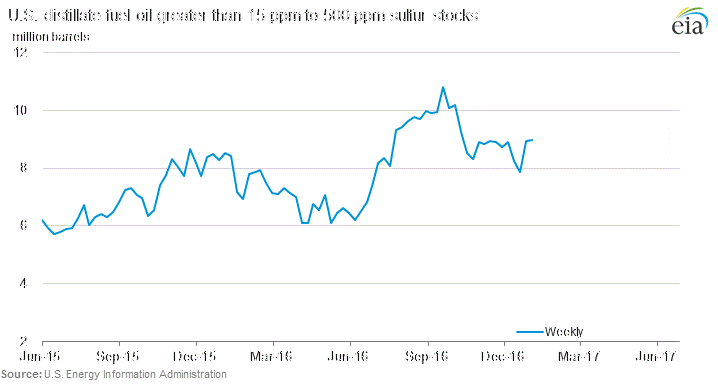 U.S. distillate fuel oil greater than 15 ppm to 500 ppm sulfur stocks
eia
million barrels
12
10
8
6
4
2
Weekly
Jun-15 Sep-15 Dec-15 Mar-16 Jun-16 Sep-16 Dec-16 Mar-17 Jun-17
Source: U.S. Energy Information Administration